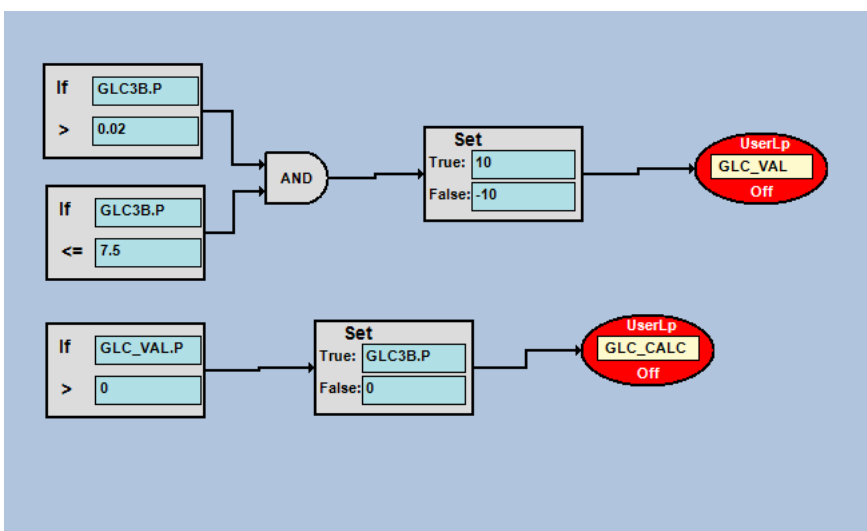 If GLC3B.P
> 0.02
If GLC3B.P
<= 7.5
AND
Set
True: 10
False: -10
UserLp
GLC_VAL
Off
If GLC_VAL.P
> 0
Set
True: GLC3B.P
False: 0
UserLp
GLC_CALC
Off